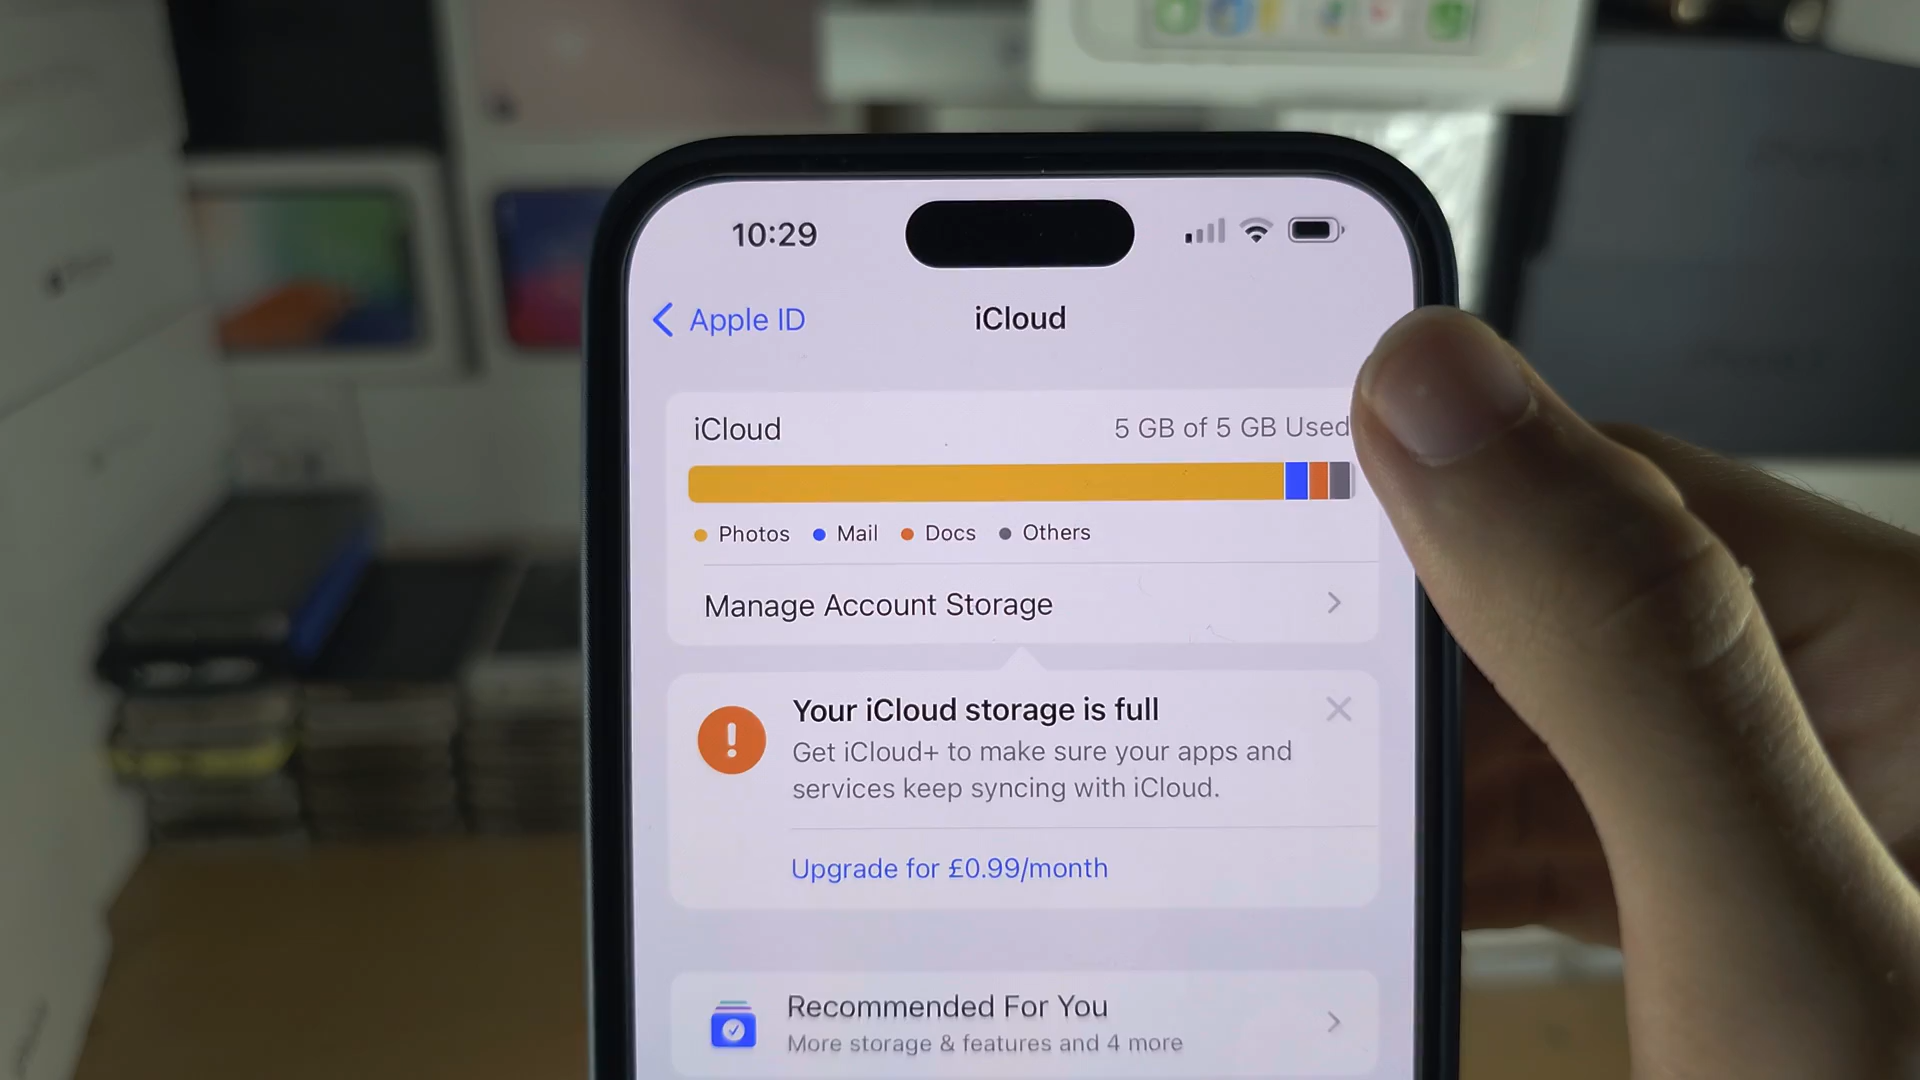 10:29
Apple ID
iCloud
iCloud
5 GB of 5 GB Used
Photos
Mail
Docs
Others
Manage Account Storage
Your iCloud storage is full
Get iCloud+ to make sure your apps and
services keep syncing with iCloud.
Upgrade for £0.99/month
Recommended For You
More storage & features and 4 more